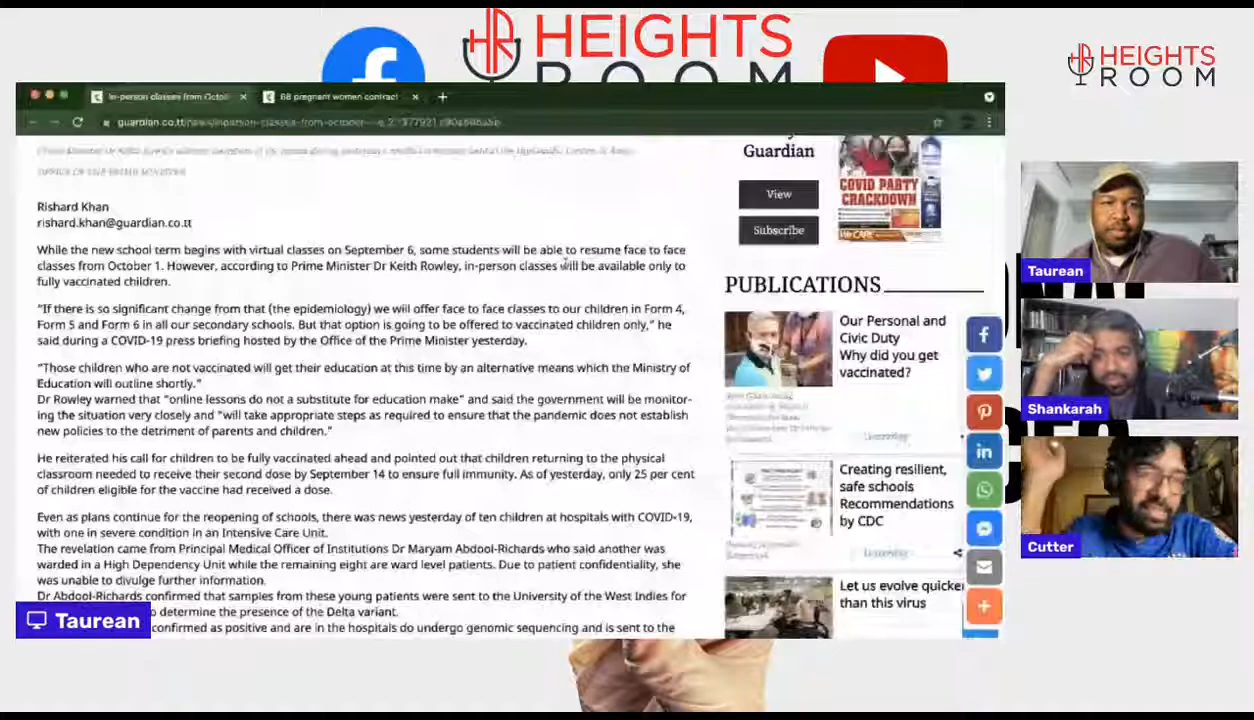 HEIGHTS
ROOM
HEIGHTS
ROOM
In-person classes from Octo
68 pregnant women contract
guardian.co.tt
Rishard Khan
rishard.khan@guardian.co.tt
While the new school term begins with virtual classes on September 6, some students will be able to resume face to face
classes from October 1. However, according to Prime Minister Dr Keith Rowley, in-person classes will be available only to
fully vaccinated children.
“If there is so significant change from that (the epidemiology) we will offer face to face classes to our children in Form 4,
Form 5 and Form 6 in all our secondary schools. But that option is going to be offered to vaccinated children only,” he
said during a COVID-19 press briefing hosted by the Office of the Prime Minister yesterday.
“Those children who are not vaccinated will get their education at this time by an alternative means which the Ministry of
Education will outline shortly.”
Dr Rowley warned that “online lessons do not a substitute for education make” and said the government will be monitor-
ing the situation very closely and “will take appropriate steps as required to ensure that the pandemic does not establish
new policies to the detriment of parents and children.”
He reiterated his call for children to be fully vaccinated ahead and pointed out that children returning to the physical
classroom needed to receive their second dose by September 14 to ensure full immunity. As of yesterday, only 25 per cent
of children eligible for the vaccine had received a dose.
Even as plans continue for the reopening of schools, there was news yesterday of ten children at hospitals with COVID-19,
with one in severe condition in an Intensive Care Unit.
The revelation came from Principal Medical Officer of Institutions Dr Maryam Abdool-Richards who said another was
warded in a High Dependency Unit while the remaining eight are ward level patients. Due to patient confidentiality, she
was unable to divulge further information.
Dr Abdool-Richards confirmed that samples from these young patients were sent to the University of the West Indies for
o determine the presence of the Delta variant.
confirmed as positive and are in the hospitals do undergo genomic sequencing and is sent to the
Guardian
View
Subscribe
COVID PARTY
CRACKDOWN
PUBLICATIONS
Our Personal and
Civic Duty
Why did you get
vaccinated?
Creating resilient,
safe schools
Recommendations
by CDC
Let us evolve quicker
than this virus
Taurean
Taurean
Shankarah
Cutter